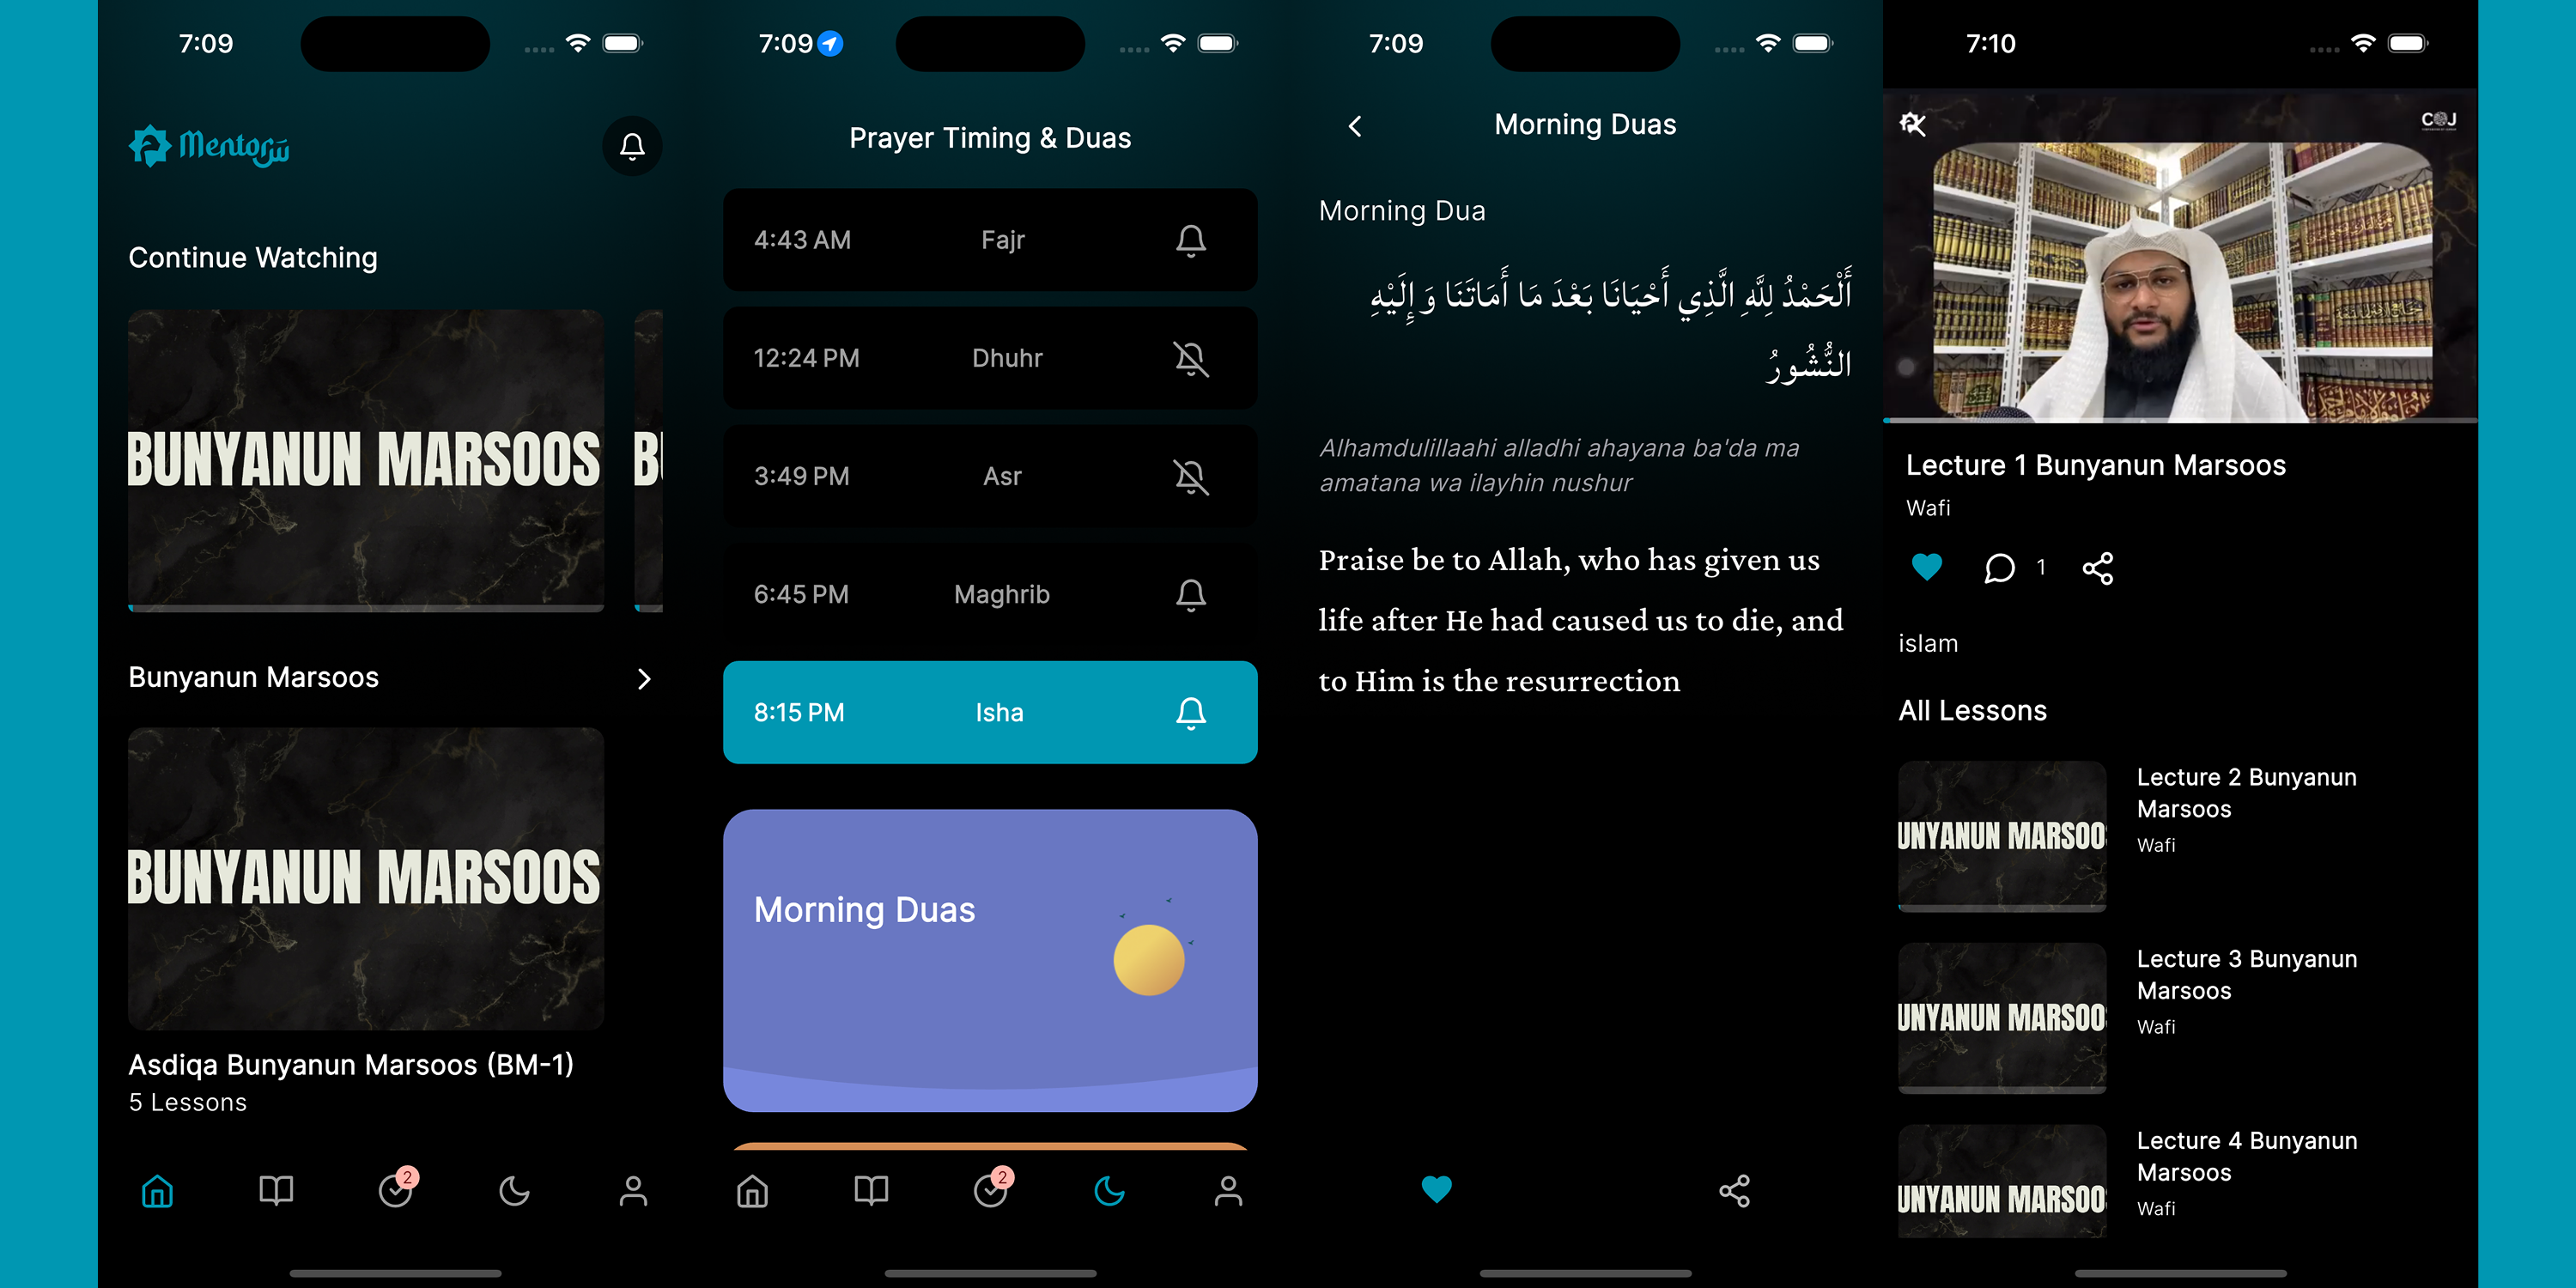 7:09
Mentorس
Continue Watching
BUNYANUN MARSOOS
BU
Bunyanun Marsoos
BUNYANUN MARSOOS
Asdiqa Bunyanun Marsoos (BM-1)
5 Lessons
2
7:09
Prayer Timing & Duas
4:43 AM Fajr
12:24 PM Dhuhr
3:49 PM Asr
6:45 PM Maghrib
8:15 PM Isha
Morning Duas
2
7:09
Morning Duas
Morning Dua
أَلْحَمْدُ لِلَّهِ الَّذِي أَحْيَانَا بَعْدَ مَا أَمَاتَنَا وَ إِلَيْهِ
النُّشُورُ
Alhamdulillaahi alladhi ahayana ba'da ma
amatana wa ilayhin nushur
Praise be to Allah, who has given us
life after He had caused us to die, and
to Him is the resurrection
7:10
COJ
Lecture 1 Bunyanun Marsoos
Wafi
1
islam
All Lessons
UNYANUN MARSOO
Lecture 2 Bunyanun
Marsoos
Wafi
UNYANUN MARSOO
Lecture 3 Bunyanun
Marsoos
Wafi
UNYANUN MARSOO
Lecture 4 Bunyanun
Marsoos
Wafi